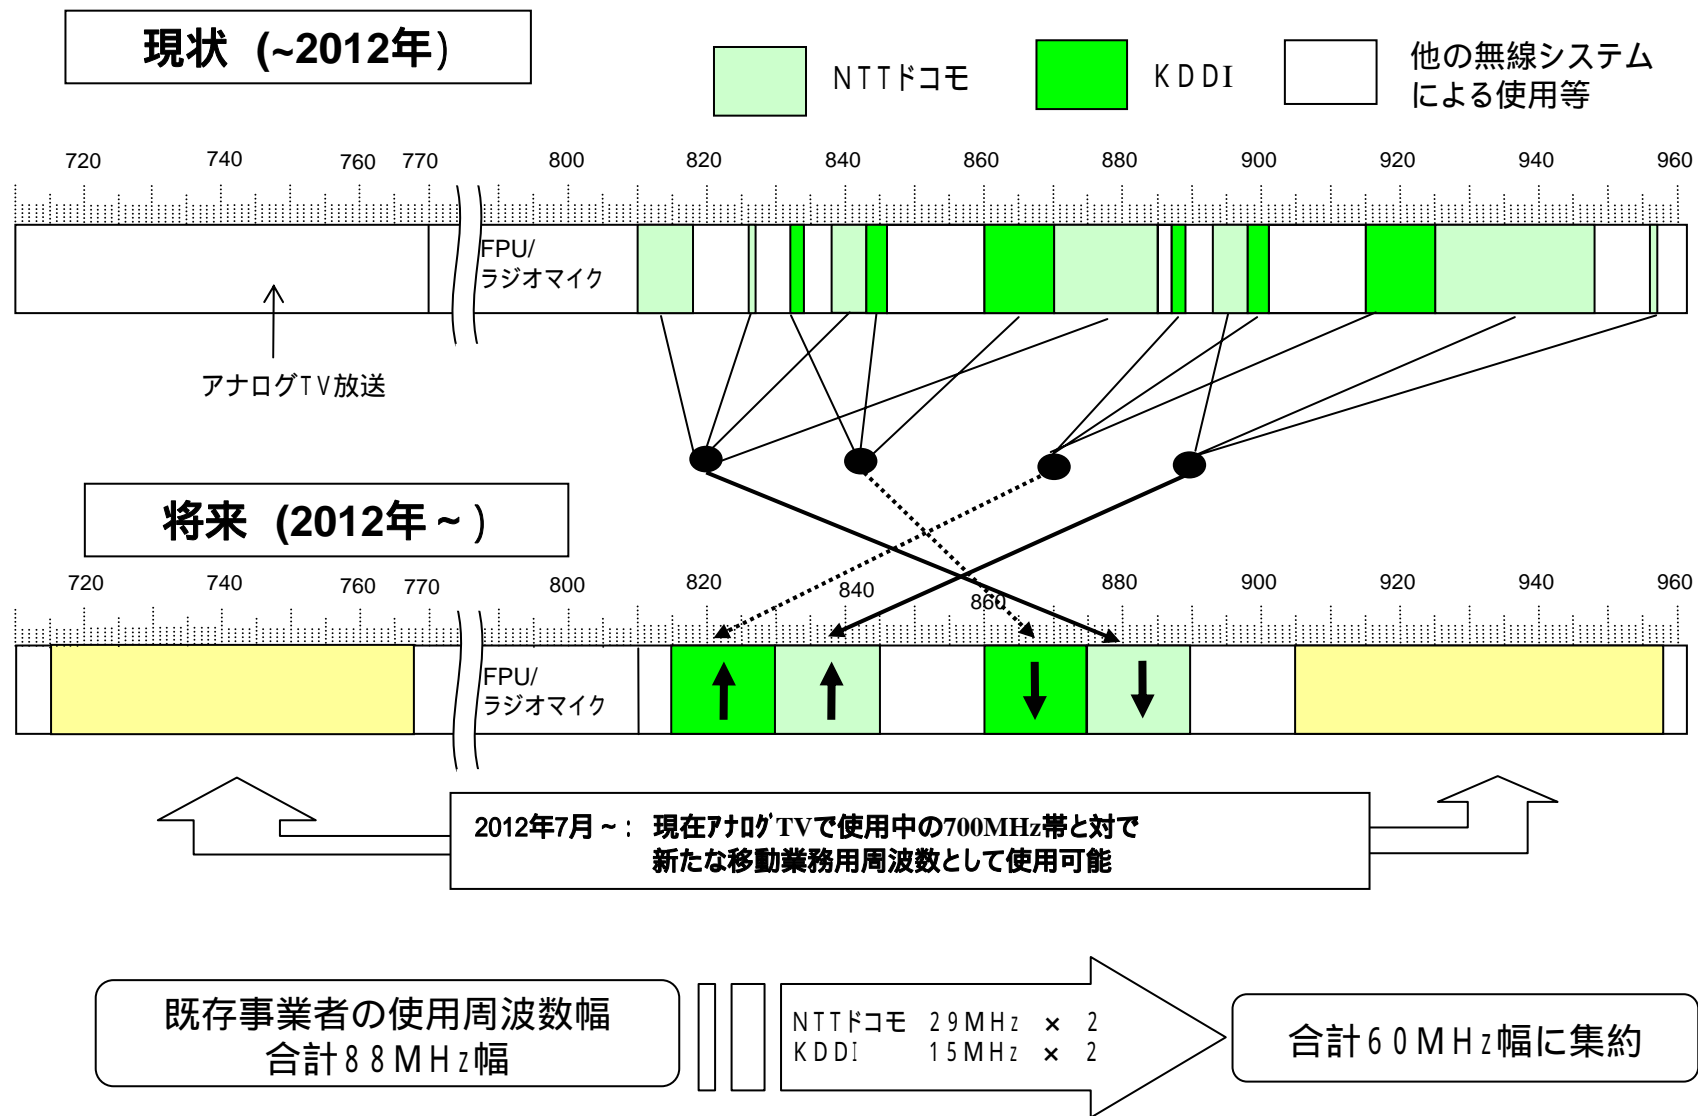 現状 (~2012年)
NTTドコモ
KDDI
他の無線システム
による使用等
720 740 760 770 800 820 840 860 880 900 920 940 960
FPU/
ラジオマイク
アナログTV放送
将来 (2012年~)
720 740 760 770 800 820 840 860 880 900 920 940 960
FPU/
ラジオマイク
2012年7月~: 現在アナログTVで使用中の700MHz帯と対で
新たな移動業務用周波数として使用可能
既存事業者の使用周波数幅
合計88MHz幅
NTTドコモ 29MHz × 2
KDDI 15MHz × 2
合計60MHz幅に集約